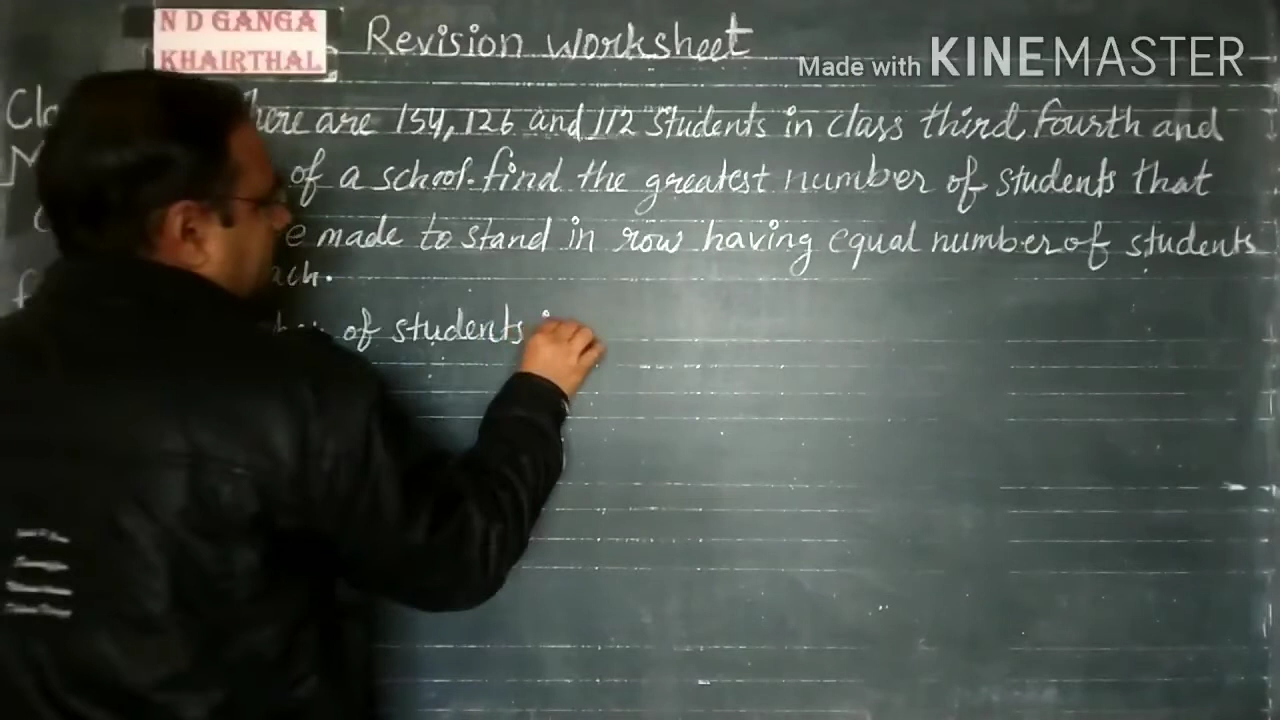 N D GANGA
KHAIRTHAL
Revision worksheet
Made with KINEMASTER
here are 154, 126 and 112 students in class third, fourth and
of a school. find the greatest number of students that
e made to stand in row having equal number of students
ach.
of students i